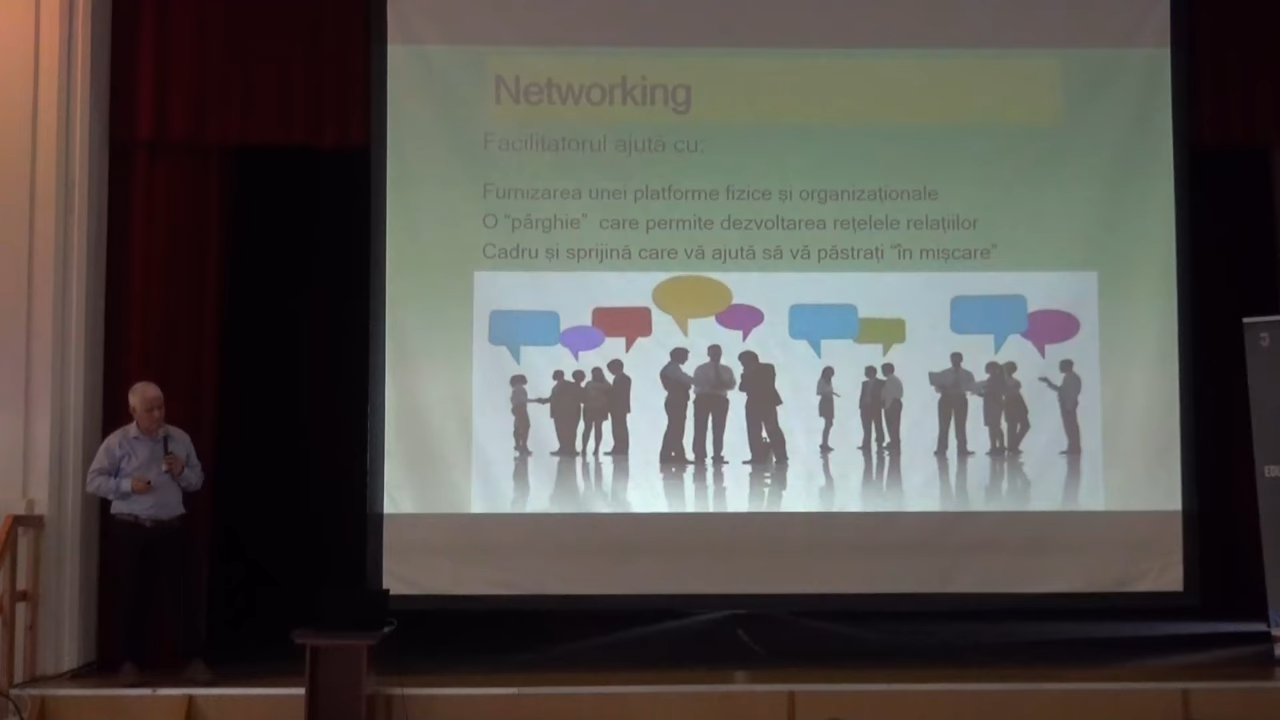 Networking
Facilitatorul ajută cu:
Furnizarea unei platforme fizice și organizaționale
O “pârghie” care permite dezvoltarea rețelele relațiilor
Cadru și sprijină care vă ajută să vă păstrați “în mișcare”